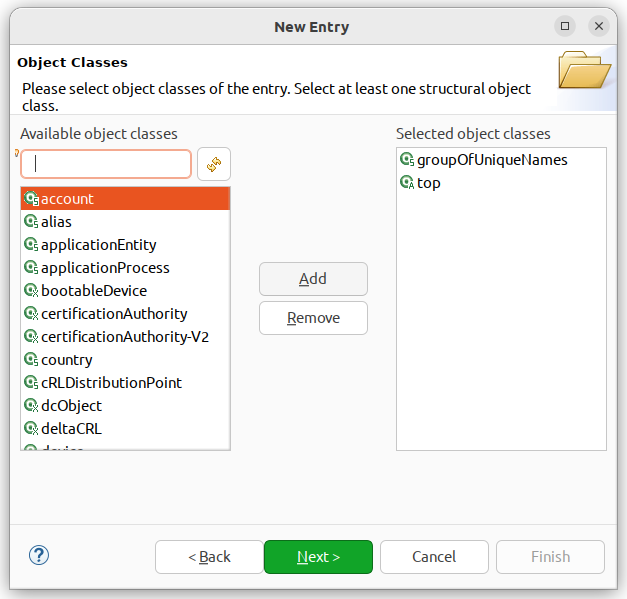 New Entry
Object Classes
Please select object classes of the entry. Select at least one structural object
class.
Available object classes
Selected object classes
account
alias
applicationEntity
applicationProcess
bootableDevice
certificationAuthority
certificationAuthority-V2
country
cRLDistributionPoint
dcObject
deltaCRL
device
groupOfUniqueNames
top
Add
Remove
< Back
Next >
Cancel
Finish